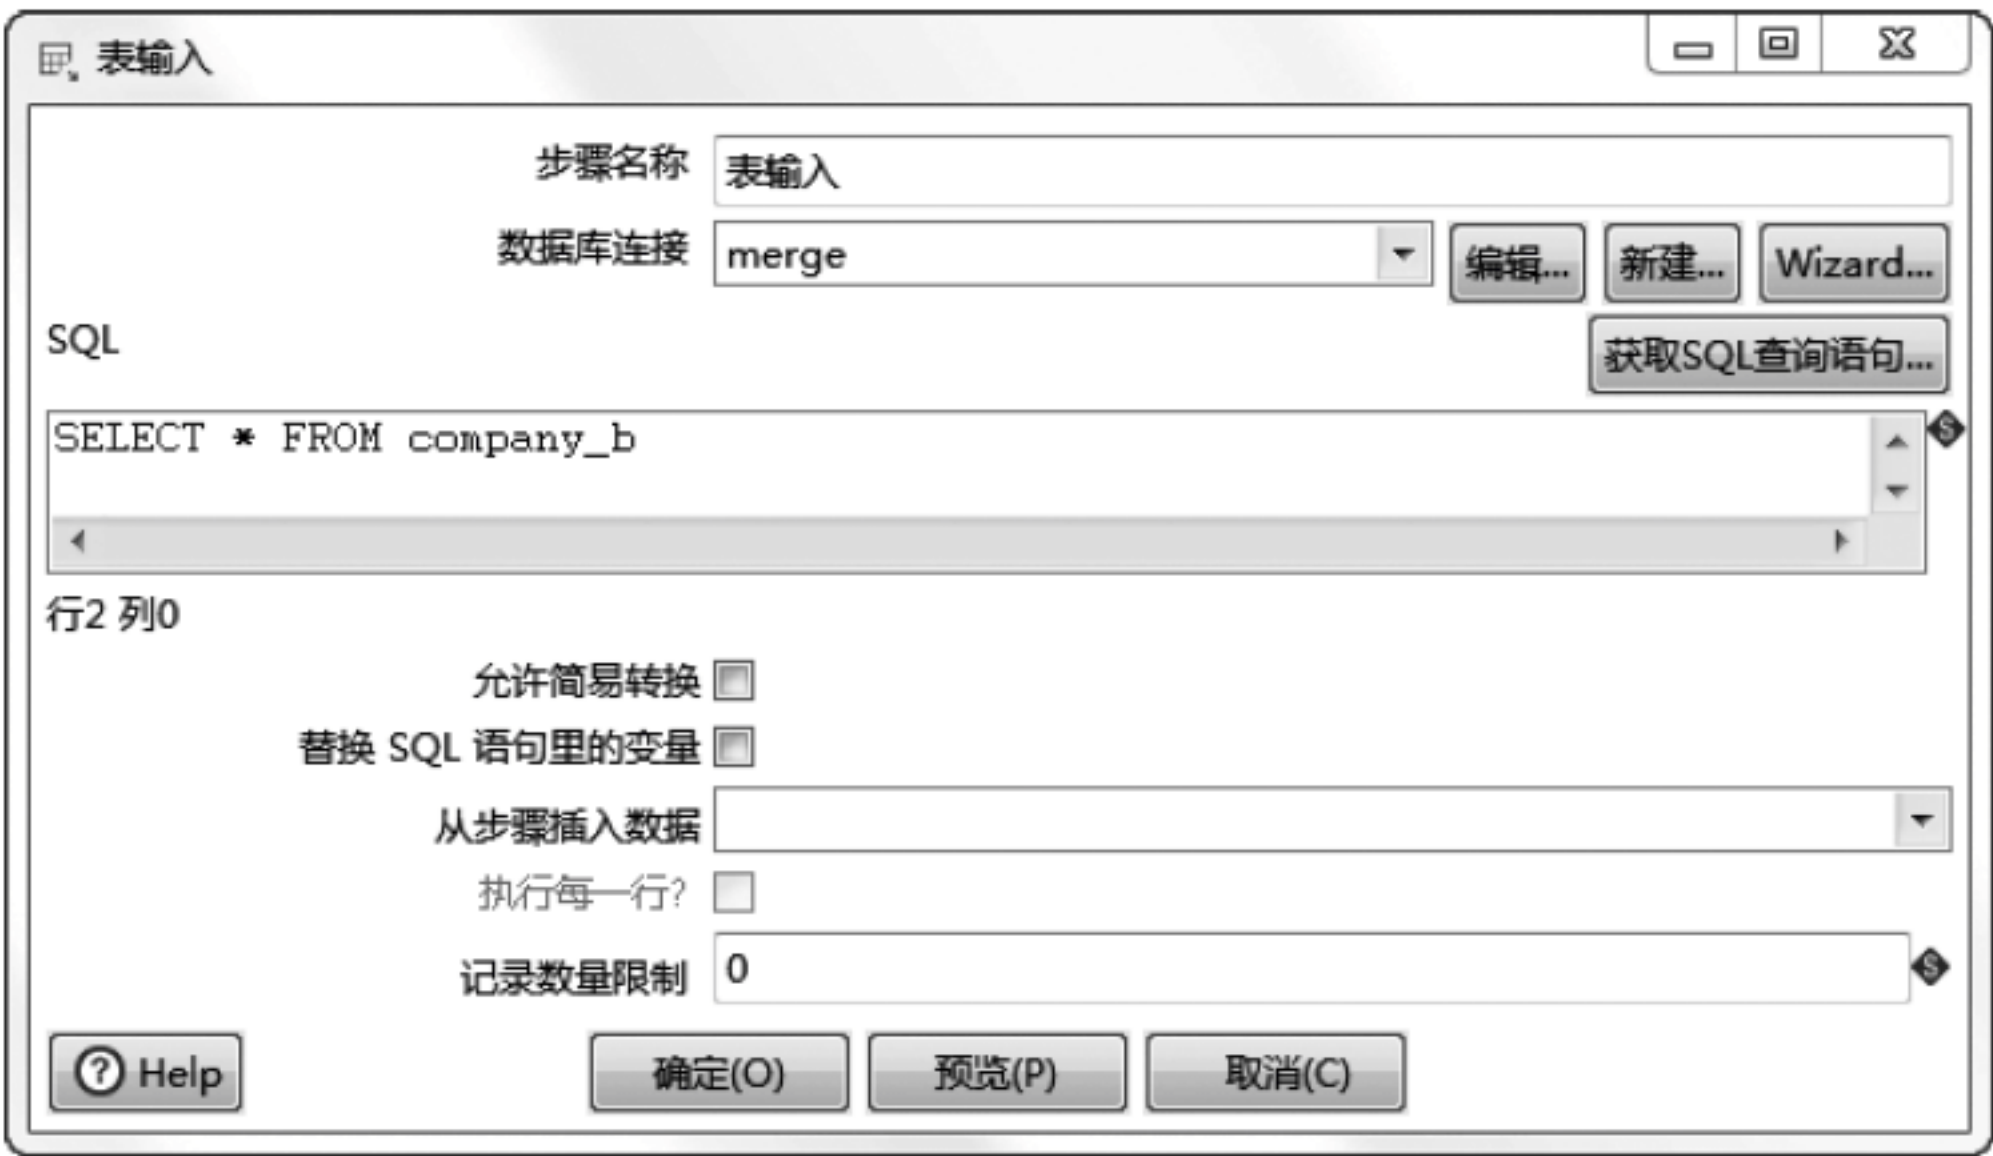 表输入
步骤名称 表输入
数据库连接 merge 编辑... 新建... Wizard...
SQL 获取SQL查询语句...
SELECT * FROM company_b
行2 列0
允许简易转换
替换 SQL 语句里的变量
从步骤插入数据
执行每一行?
记录数量限制 0
Help 确定(O) 预览(P) 取消(C)